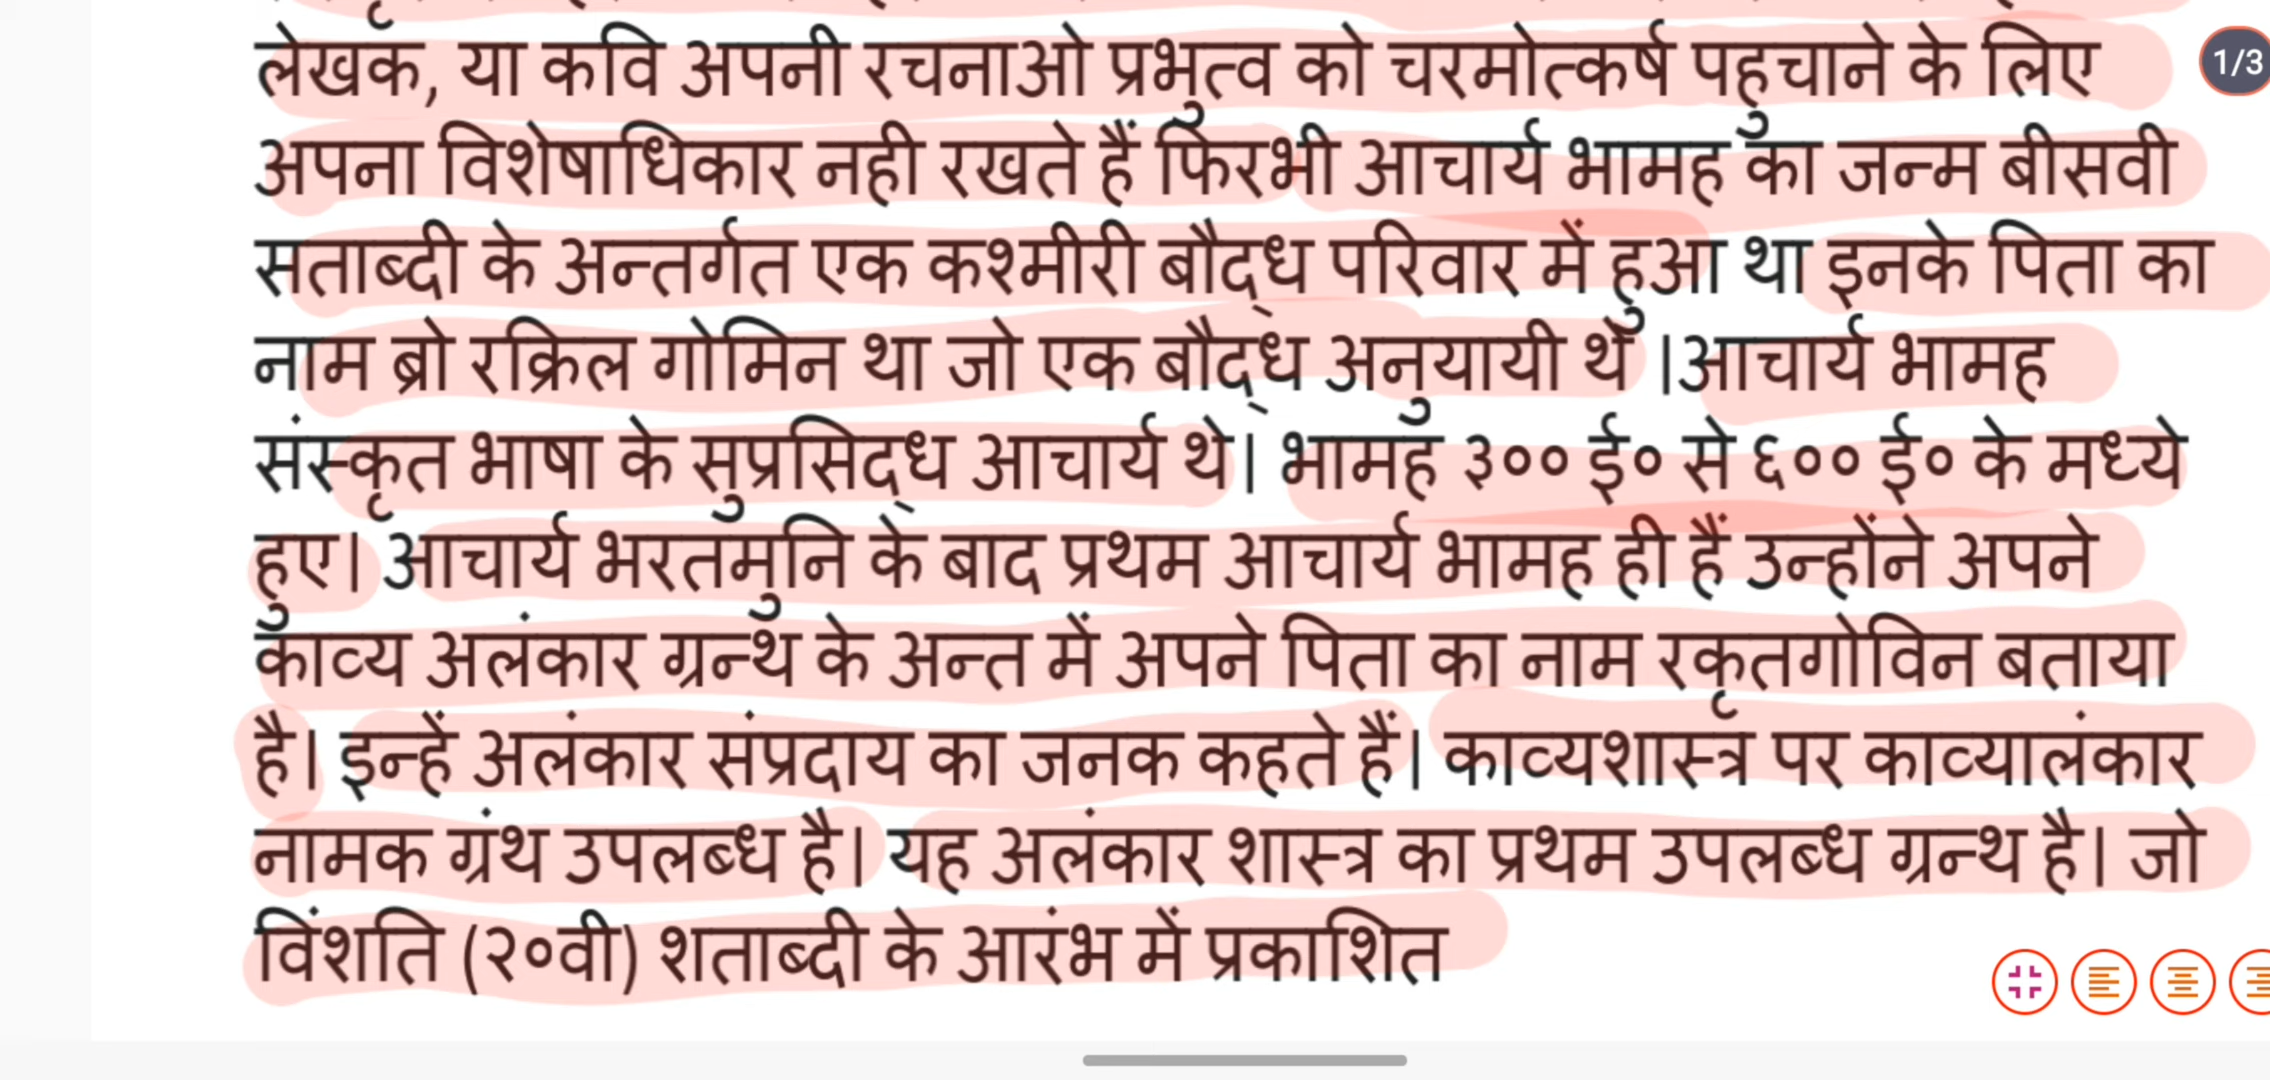 लेखक, या कवि अपनी रचनाओ प्रभुत्व को चरमोत्कर्ष पहुचाने के लिए
1/3
अपना विशेषाधिकार नही रखते हैं फिरभी आचार्य भामह का जन्म बीसवी
सताब्दी के अन्तर्गत एक कश्मीरी बौद्ध परिवार में हुआ था इनके पिता का
नाम ब्रो रक्रिल गोमिन था जो एक बौद्ध अनुयायी थे |आचार्य भामह
संस्कृत भाषा के सुप्रसिद्ध आचार्य थे| भामह ३०० ई० से ६०० ई० के मध्ये
हुए| आचार्य भरतमुनि के बाद प्रथम आचार्य भामह ही हैं उन्होंने अपने
काव्य अलंकार ग्रन्थ के अन्त में अपने पिता का नाम रकृतगोविन बताया
है| इन्हें अलंकार संप्रदाय का जनक कहते हैं| काव्यशास्त्र पर काव्यालंकार
नामक ग्रंथ उपलब्ध है| यह अलंकार शास्त्र का प्रथम उपलब्ध ग्रन्थ है| जो
विंशति (२०वी) शताब्दी के आरंभ में प्रकाशित